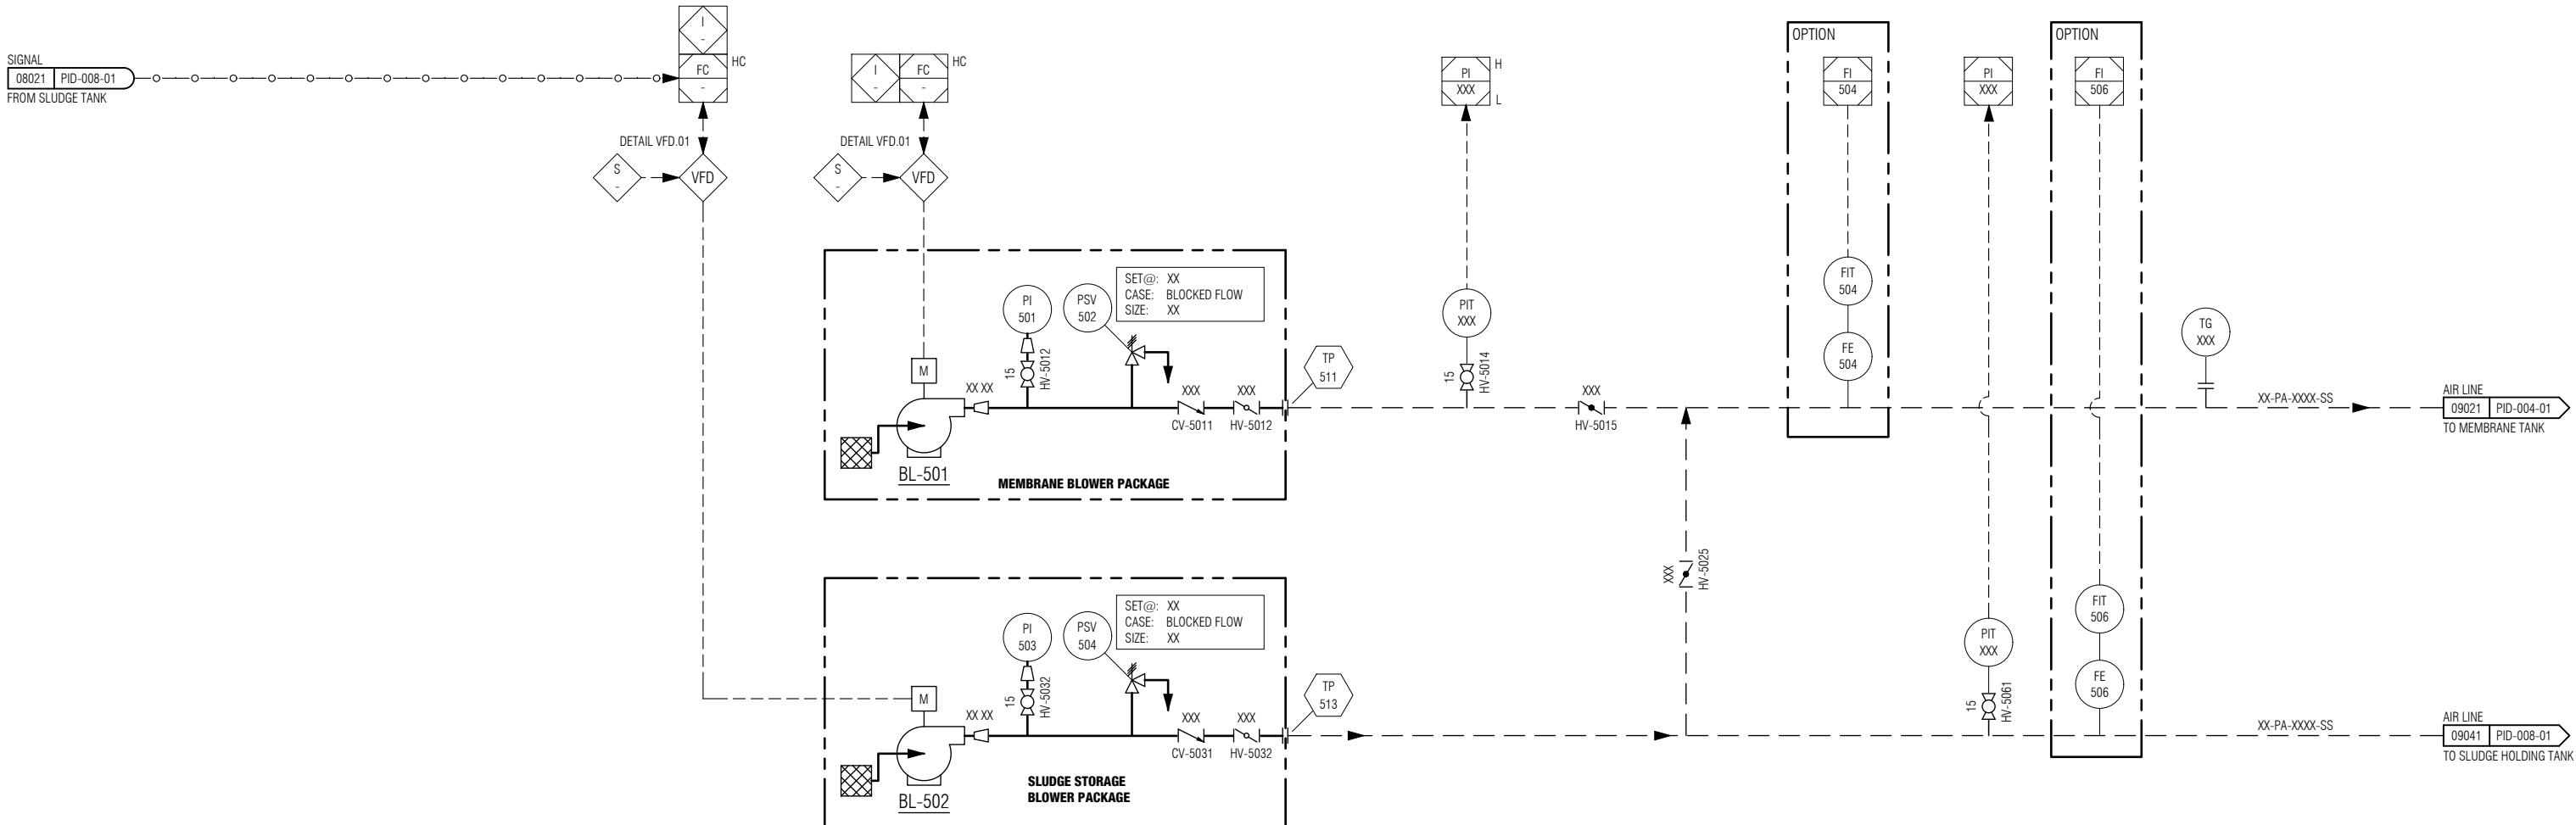 SIGNAL
08021 PID-008-01
FROM SLUDGE TANK
I
-
FC
-
HC
DETAIL VFD.01
S
-
VFD
I
-
FC
-
HC
DETAIL VFD.01
S
-
VFD
PI
XXX
H
L
OPTION
FI
504
PI
XXX
OPTION
FI
506
SET@: XX
CASE: BLOCKED FLOW
SIZE: XX
PI
501
PSV
502
15
HV-5012
M
XX XX
XXX
CV-5011
XXX
HV-5012
BL-501
MEMBRANE BLOWER PACKAGE
TP
511
PIT
XXX
15
HV-5014
XXX
HV-5015
FIT
504
FE
504
TG
XXX
XX-PA-XXXX-SS
AIR LINE
09021 PID-004-01
TO MEMBRANE TANK
XXX
HV-5025
SET@: XX
CASE: BLOCKED FLOW
SIZE: XX
PI
503
PSV
504
15
HV-5032
M
XX XX
XXX
CV-5031
XXX
HV-5032
BL-502
SLUDGE STORAGE
BLOWER PACKAGE
TP
513
PIT
XXX
15
HV-5061
FIT
506
FE
506
XX-PA-XXXX-SS
AIR LINE
09041 PID-008-01
TO SLUDGE HOLDING TANK